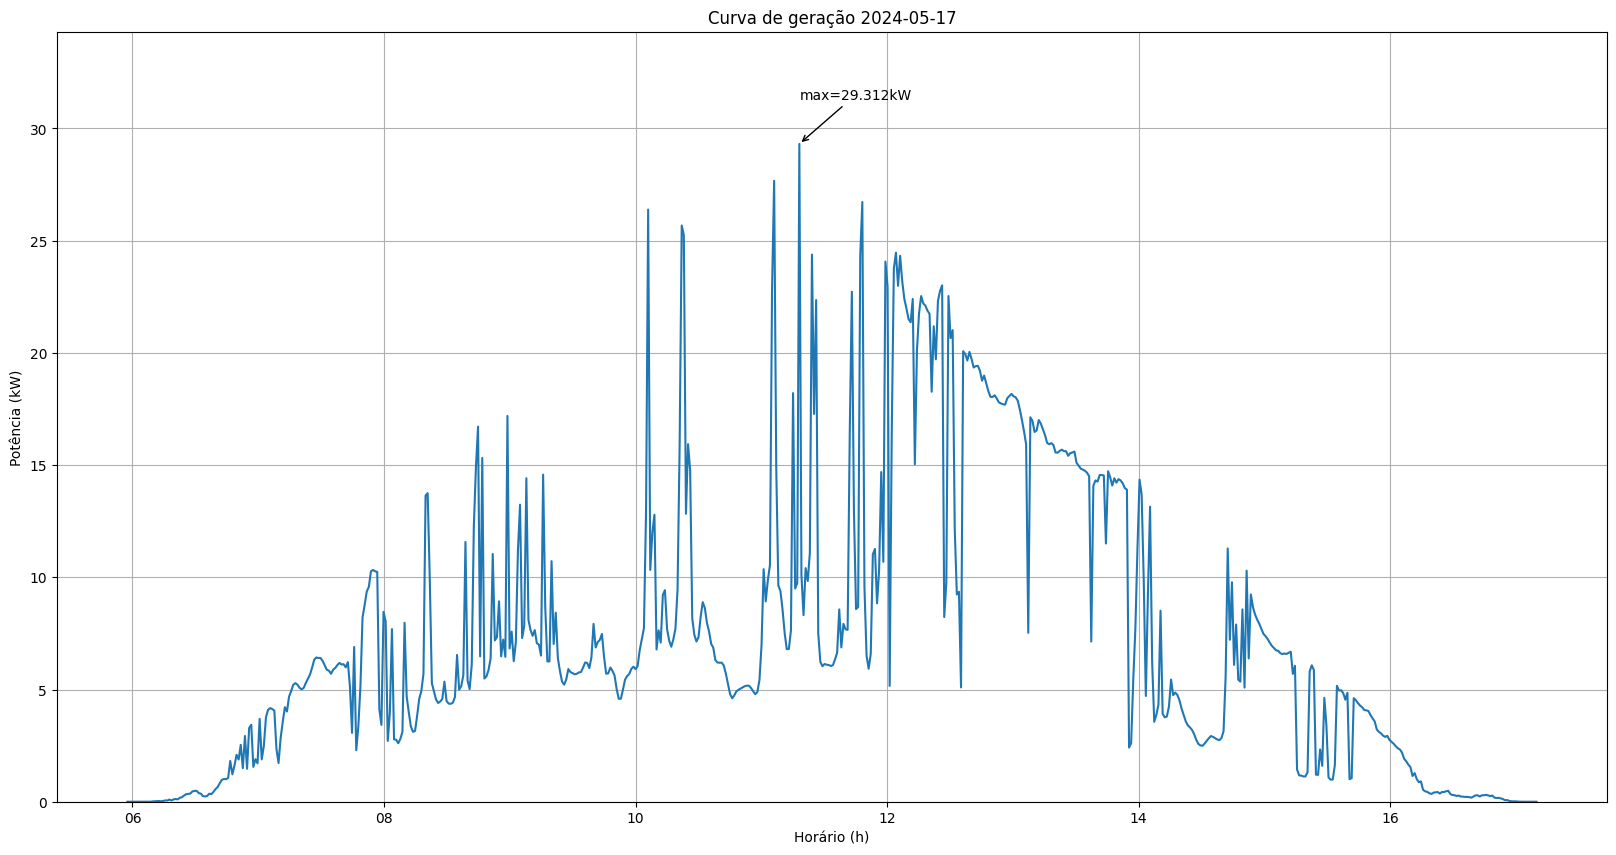 Curva de geração 2024-05-17
max=29.312kW
30
25
20
15
10
5
0
Potência (kW)
06 08 10 12 14 16
Horário (h)